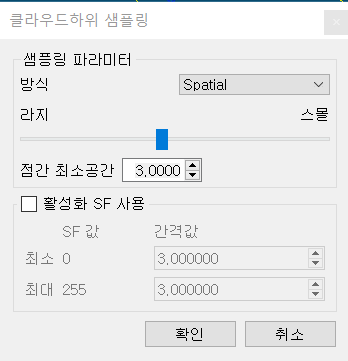 클라우드하위 샘플링
샘플링 파라미터
방식 Spatial
라지 스몰
점간 최소공간 3,0000
활성화 SF 사용
SF 값 간격값
최소 0 3,000000
최대 255 3,000000
확인 취소